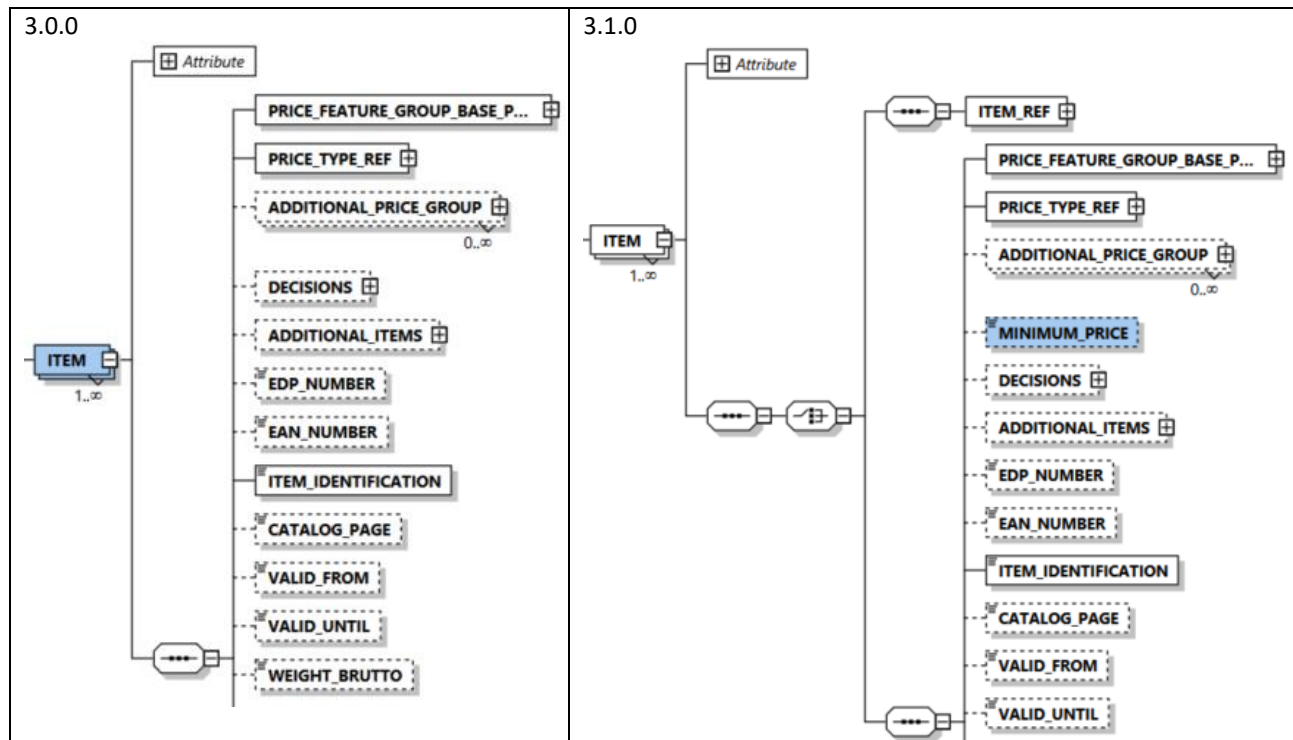 3.0.0
Attribute
PRICE_FEATURE_GROUP_BASE_P...
PRICE_TYPE_REF
ADDITIONAL_PRICE_GROUP
0..∞
DECISIONS
ADDITIONAL_ITEMS
ITEM
1..∞
EDP_NUMBER
EAN_NUMBER
ITEM_IDENTIFICATION
CATALOG_PAGE
VALID_FROM
VALID_UNTIL
WEIGHT_BRUTTO
3.1.0
Attribute
ITEM_REF
PRICE_FEATURE_GROUP_BASE_P...
PRICE_TYPE_REF
ITEM
1..∞
ADDITIONAL_PRICE_GROUP
0..∞
MINIMUM_PRICE
DECISIONS
ADDITIONAL_ITEMS
EDP_NUMBER
EAN_NUMBER
ITEM_IDENTIFICATION
CATALOG_PAGE
VALID_FROM
VALID_UNTIL